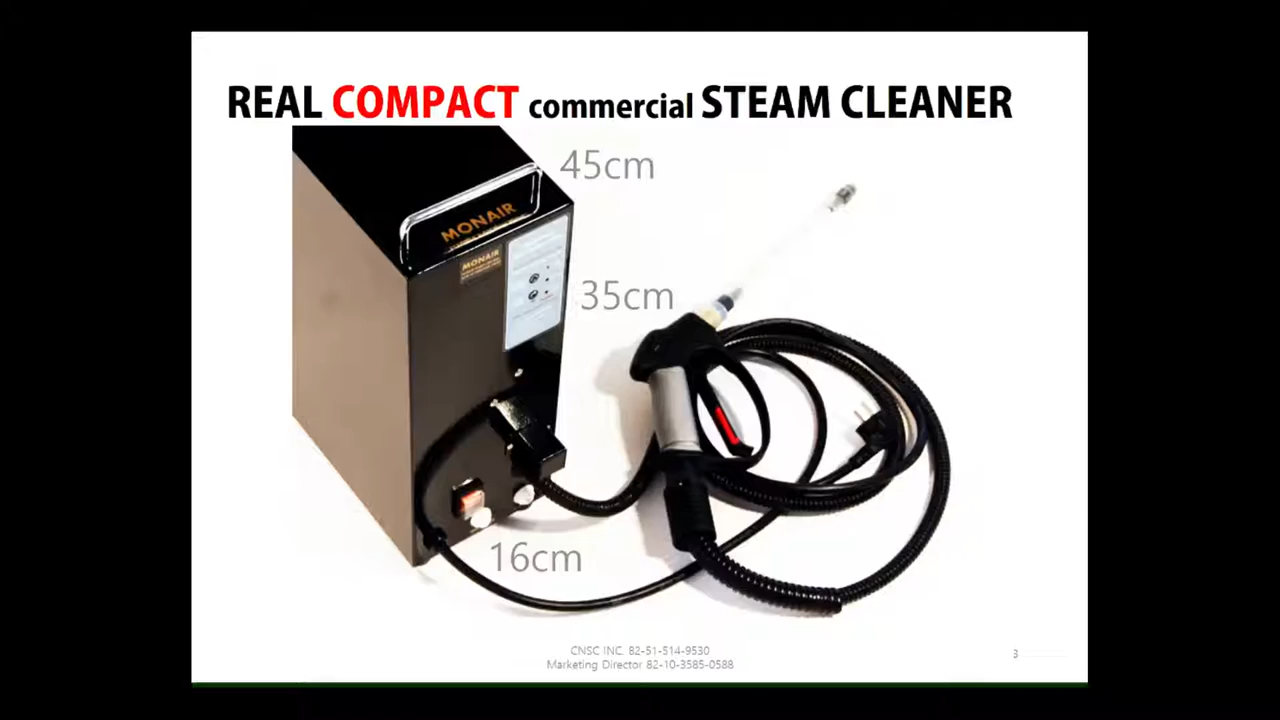 REAL COMPACT commercial STEAM CLEANER
45cm
MONAIR
MONAIR
35cm
16cm
CNSC INC. 82-51-514-9530
Marketing Director 82-10-3585-0588
3